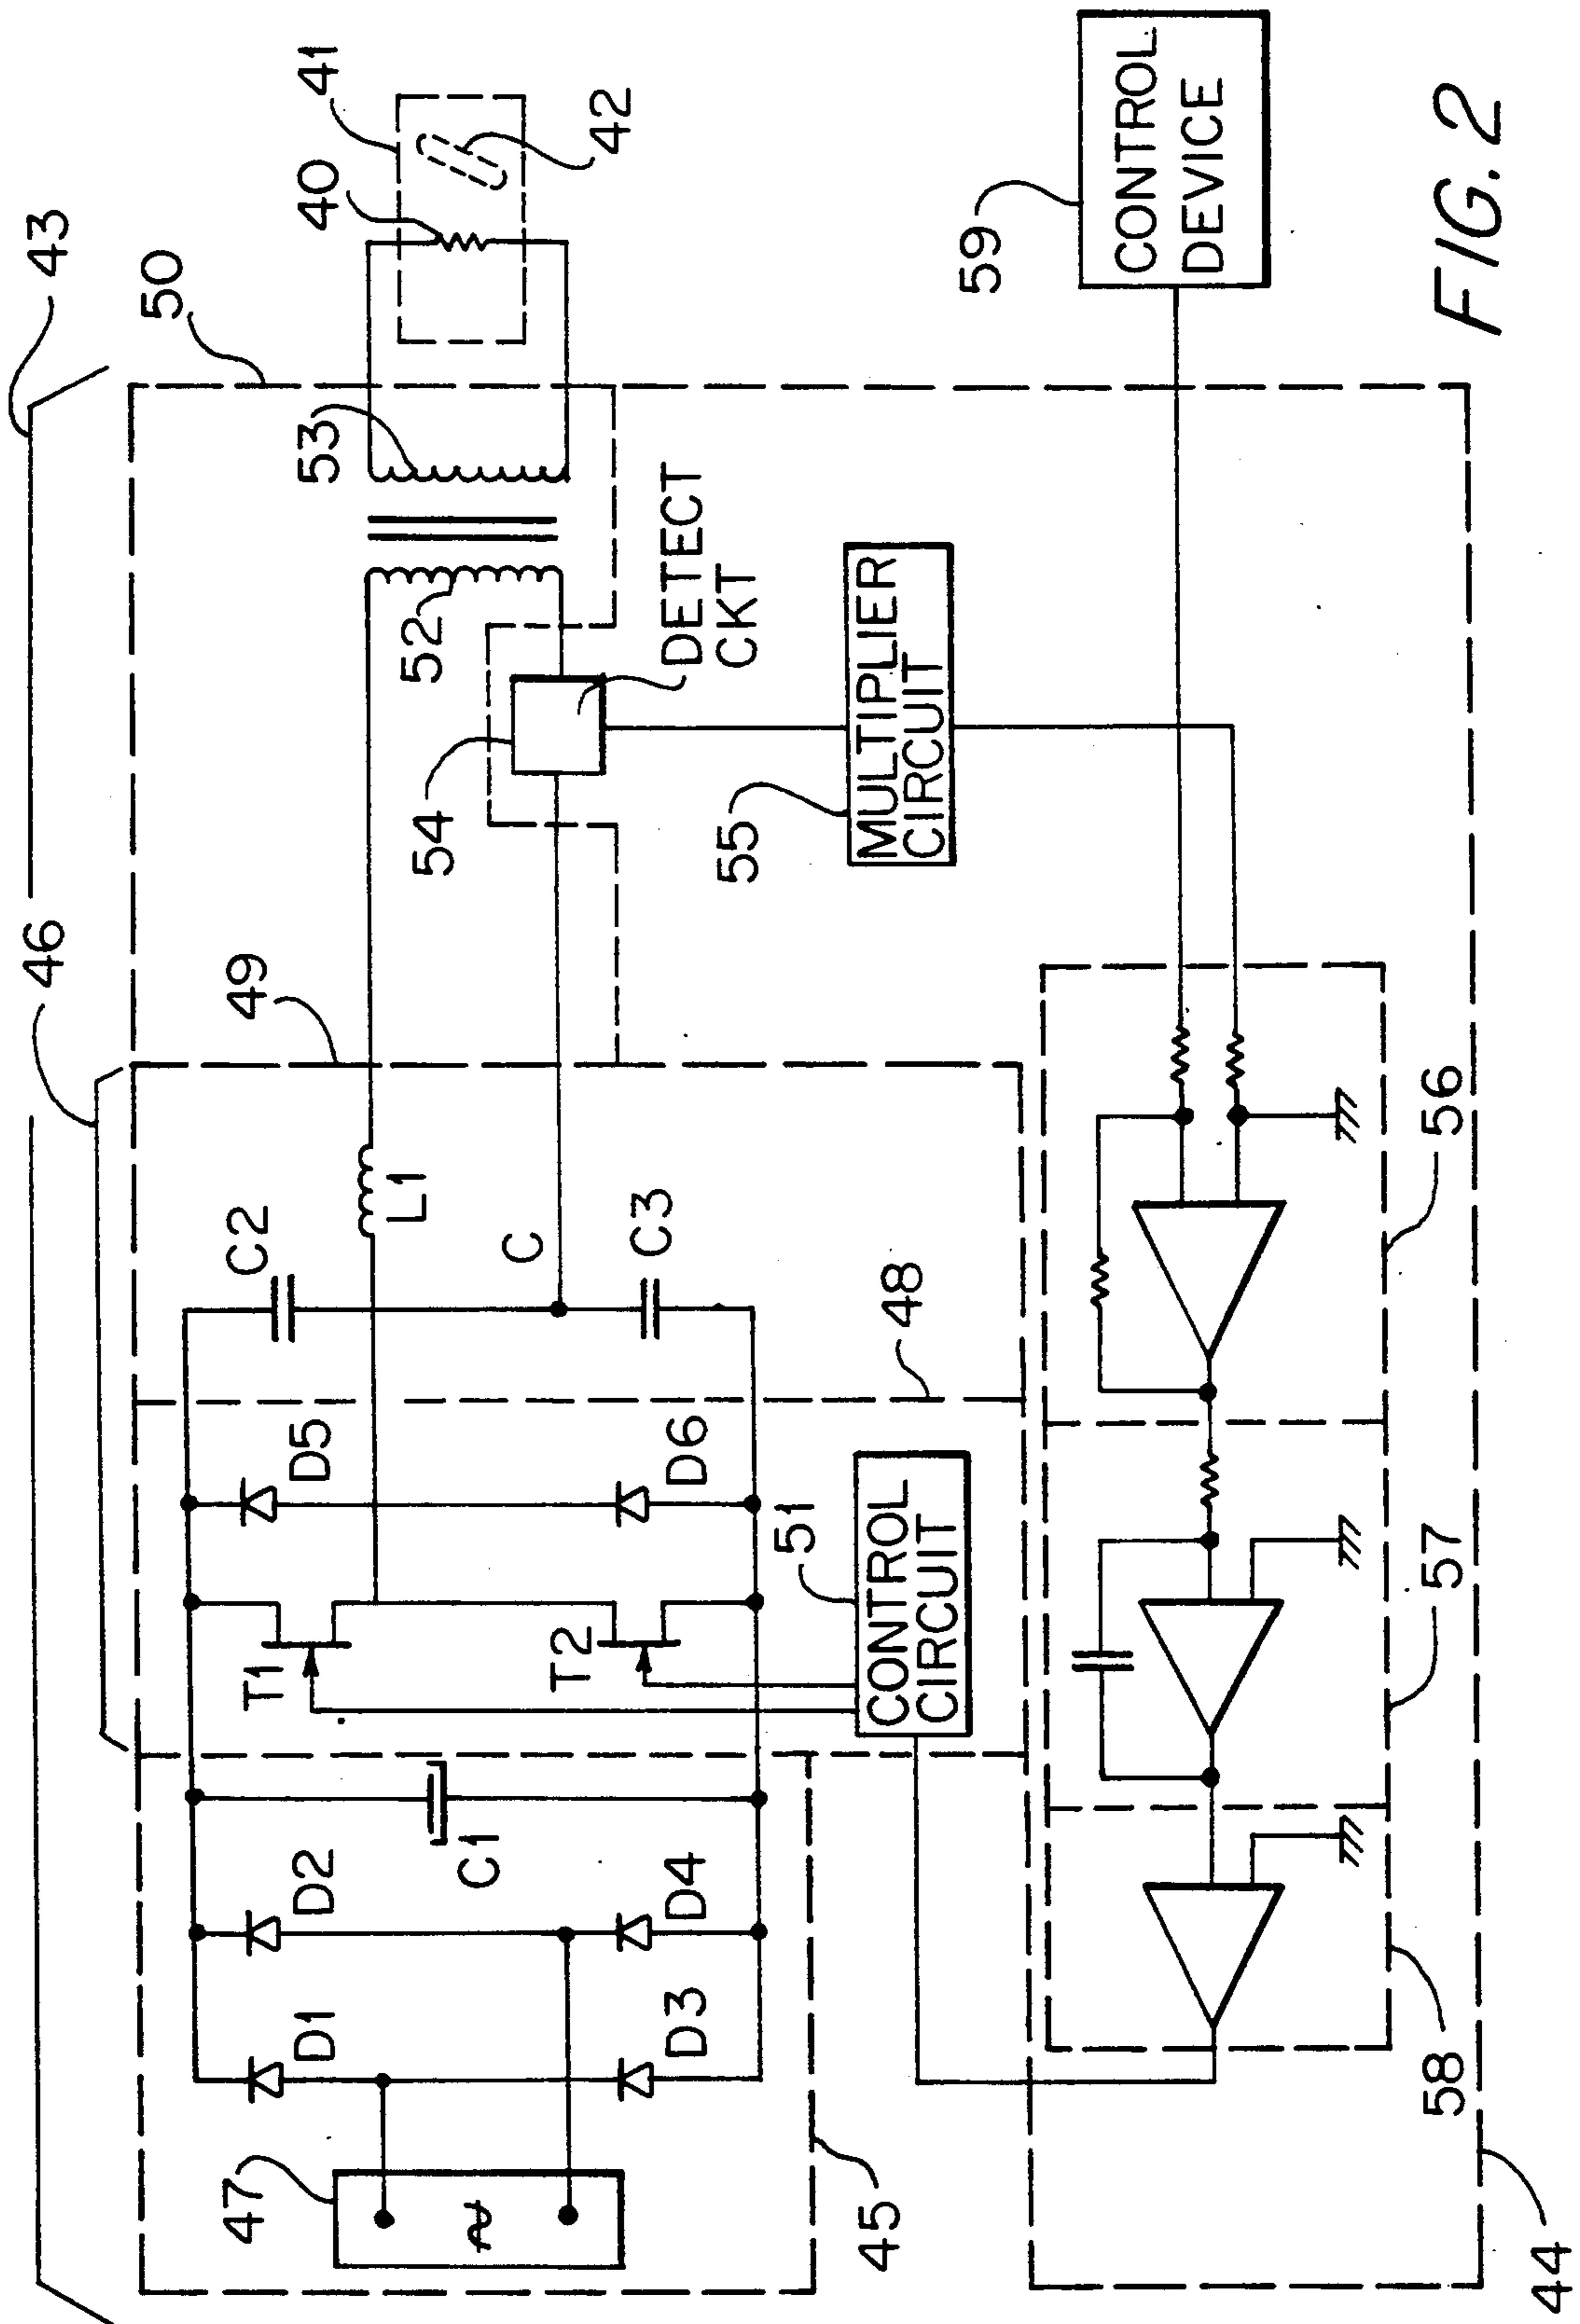 43
46
50
41
40
42
53
49
52
54
DETECT
CKT
47
D1
D2
D3
D4
C1
T1
T2
D5
D6
C2
C
C3
L1
48
51
CONTROL
CIRCUIT
45
55
MULTIPLIER
CIRCUIT
59
CONTROL
DEVICE
56
57
58
44
FIG. 2